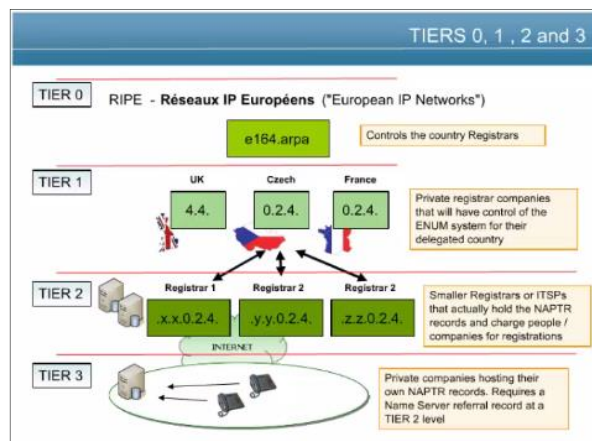 TIERS 0, 1 , 2 and 3
TIER 0
RIPE - Réseaux IP Européens ("European IP Networks")
e164.arpa
Controls the country Registrars
TIER 1
UK
Czech
France
4.4.
0.2.4.
0.2.4.
Private registrar companies
that will have control of the
ENUM system for their
delegated country
TIER 2
Registrar 1
Registrar 2
Registrar 2
.x.x.0.2.4.
.y.y.0.2.4.
.z.z.0.2.4.
Smaller Registrars or ITSPs
that actually hold the NAPTR
records and charge people /
companies for registrations
INTERNET
TIER 3
Private companies hosting their
own NAPTR records. Requires a
Name Server referral record at a
TIER 2 level